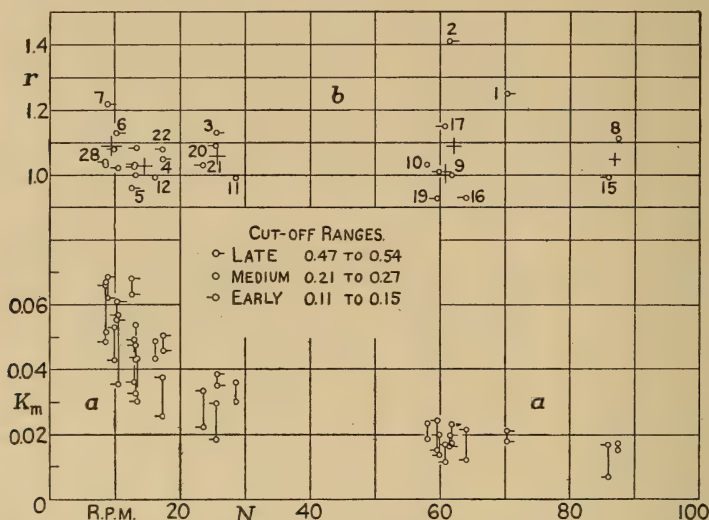 2
1.4
r
b
1
7
1.2
6
22
3
17
8
20
28
4
21
10
9
1.0
5
12
11
15
19
16
CUT-OFF RANGES.
LATE 0.47 TO 0.54
MEDIUM 0.21 TO 0.27
EARLY 0.11 TO 0.15
0.06
0.04
Km
a
a
0.02
0
R.P.M.
20
N
40
60
80
100